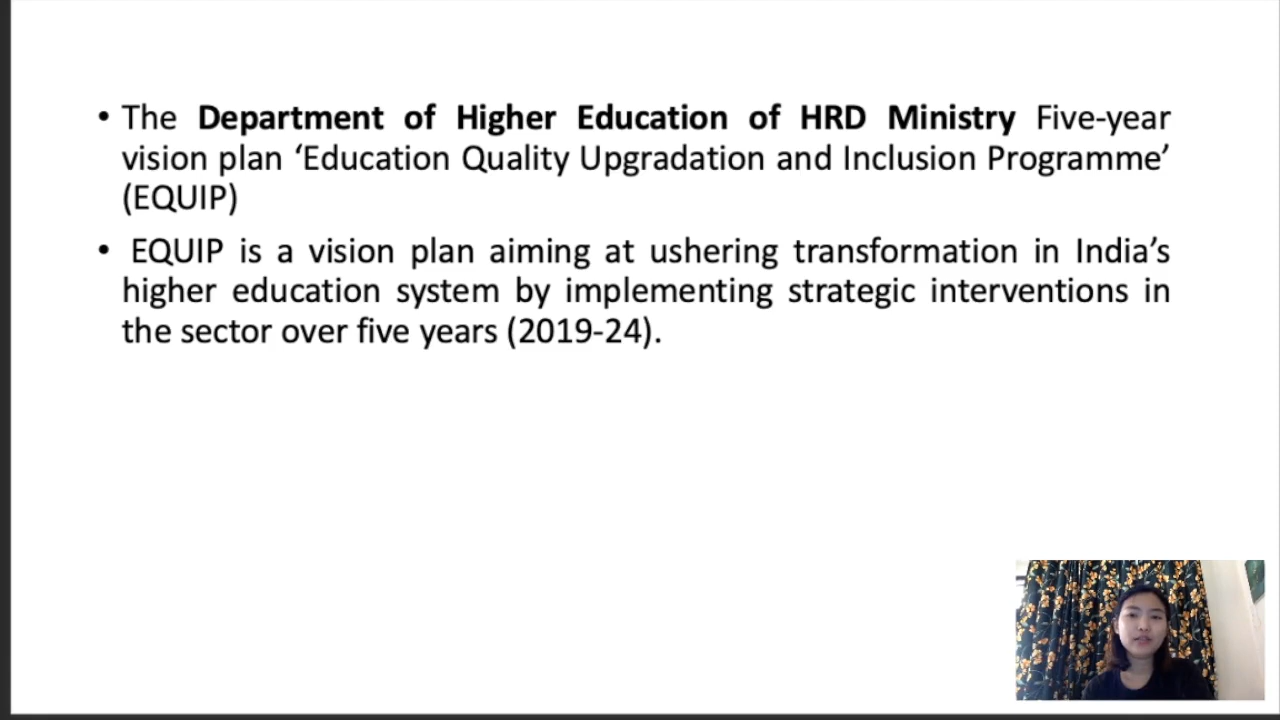 • The Department of Higher Education of HRD Ministry Five-year
vision plan ‘Education Quality Upgradation and Inclusion Programme’
(EQUIP)
• EQUIP is a vision plan aiming at ushering transformation in India’s
higher education system by implementing strategic interventions in
the sector over five years (2019-24).